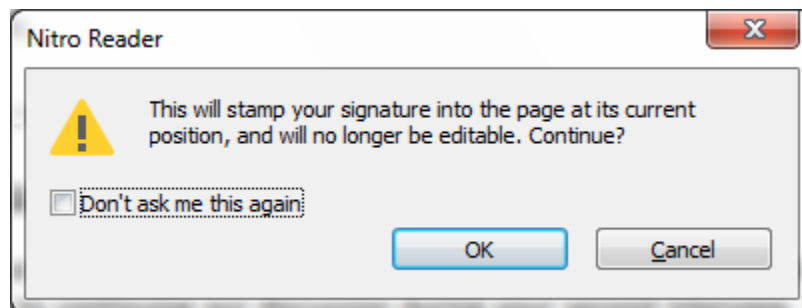 Nitro Reader
This will stamp your signature into the page at its current
position, and will no longer be editable. Continue?
Don't ask me this again
OK
Cancel